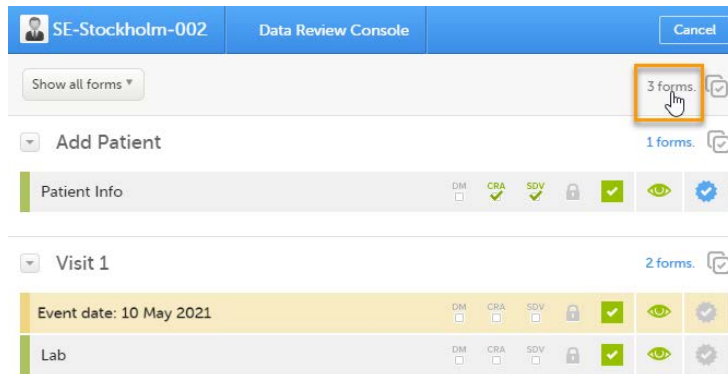 SE-Stockholm-002 Data Review Console Cancel
Show all forms 3 forms.
Add Patient 1 forms.
Patient Info DM CRA SDV
Visit 1 2 forms.
Event date: 10 May 2021 DM CRA SDV
Lab DM CRA SDV